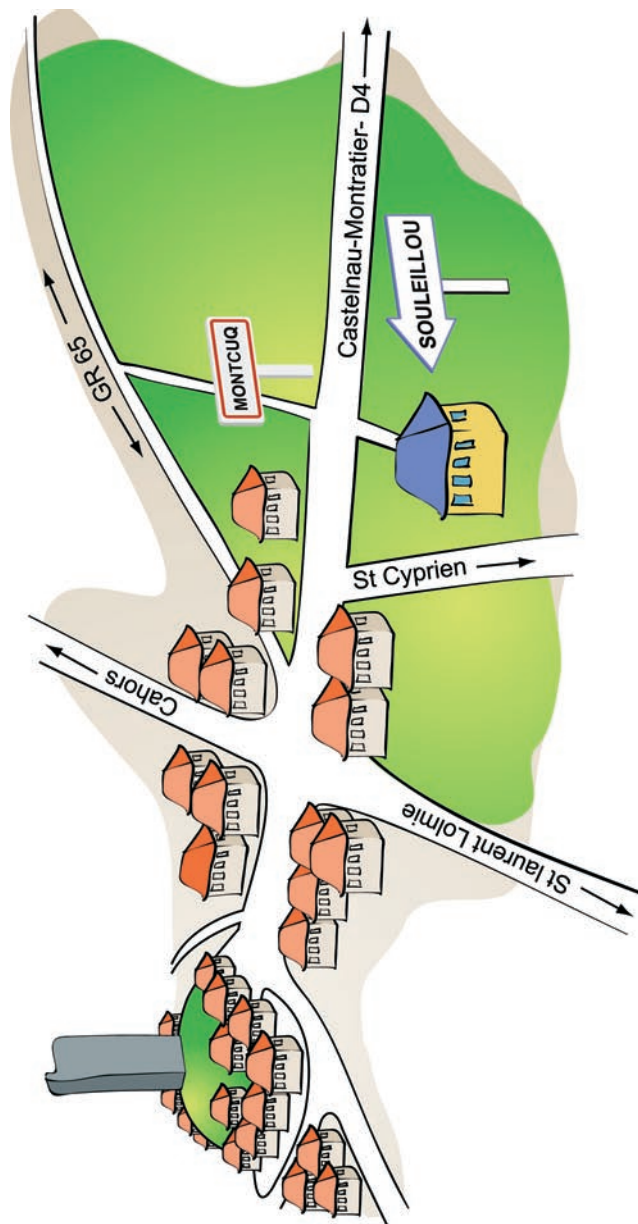 Castelnau-Montratier- D4
SOULEILLOU
GR 65
MONTCUQ
St Cyprien
Cahors
St laurent Lolmie